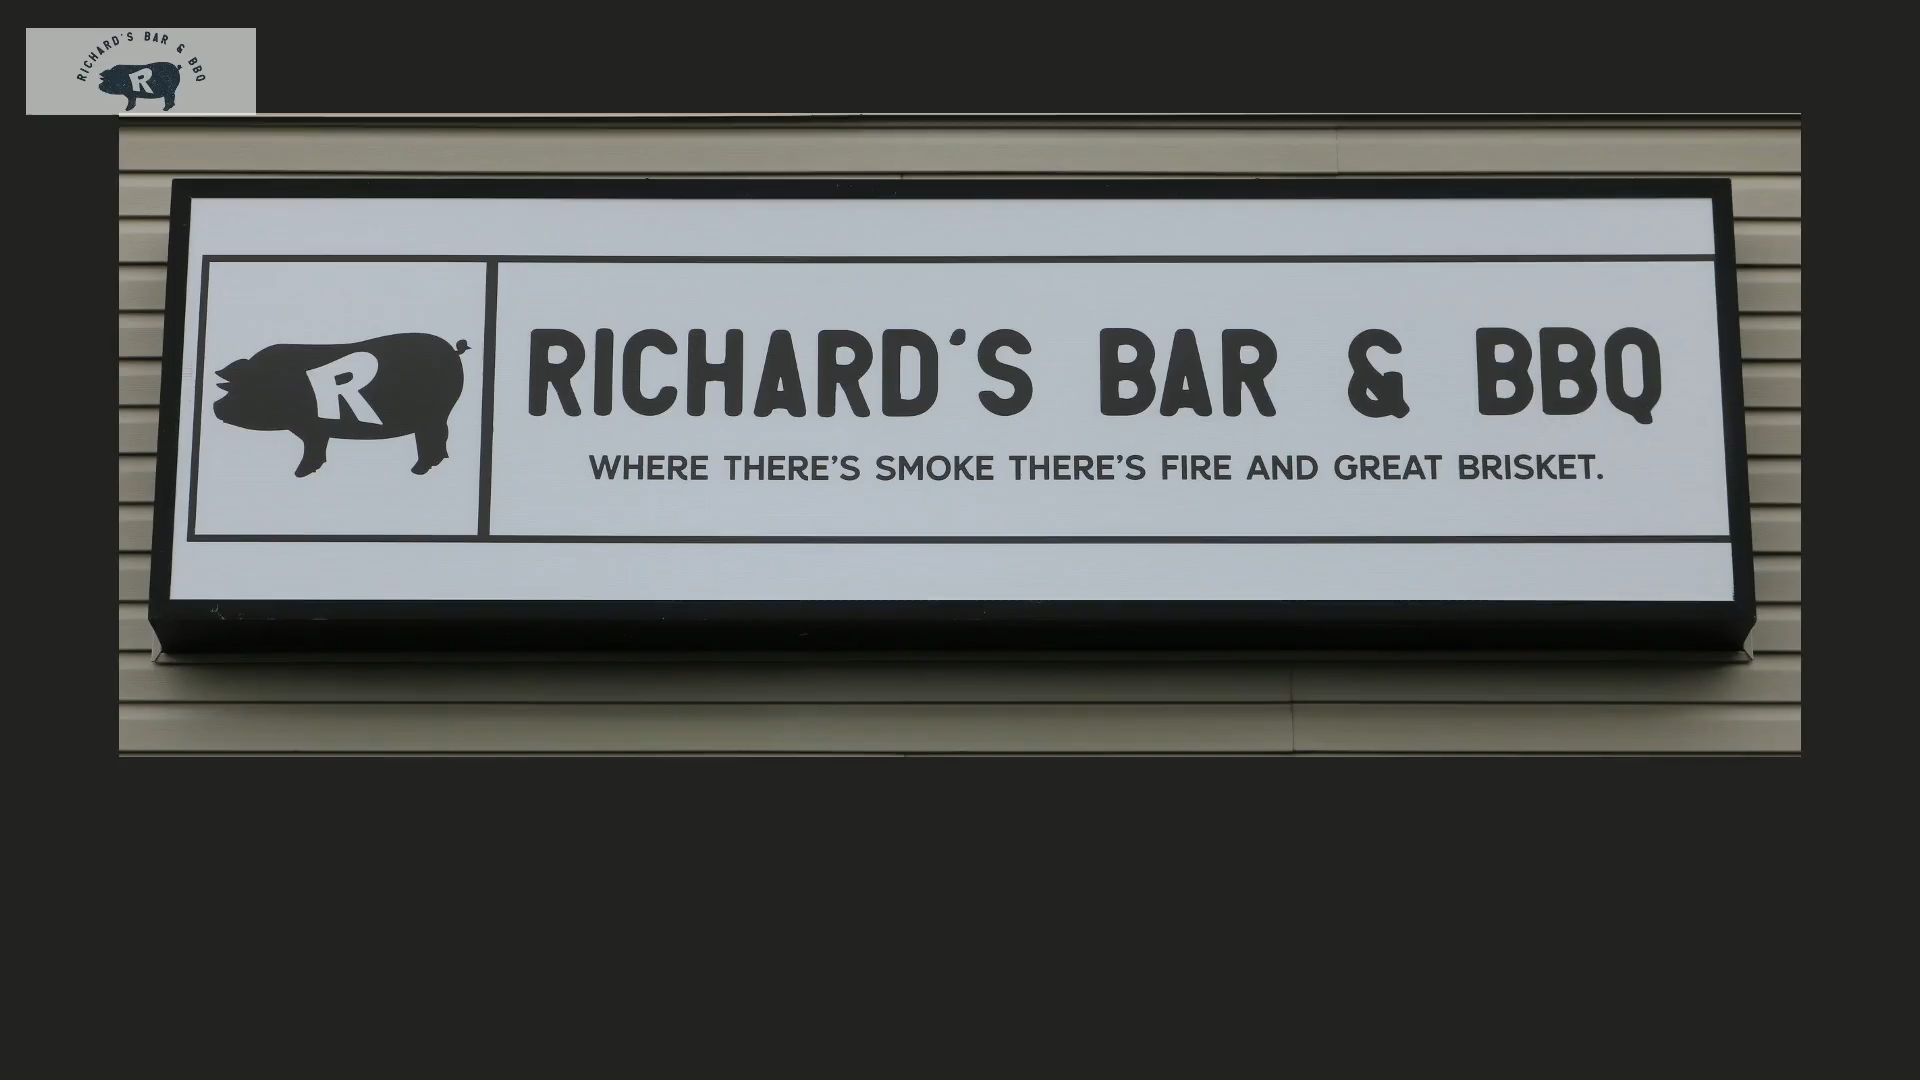 RICHARD'S BAR & BBQ
R
R
RICHARD'S BAR & BBQ
WHERE THERE'S SMOKE THERE'S FIRE AND GREAT BRISKET.